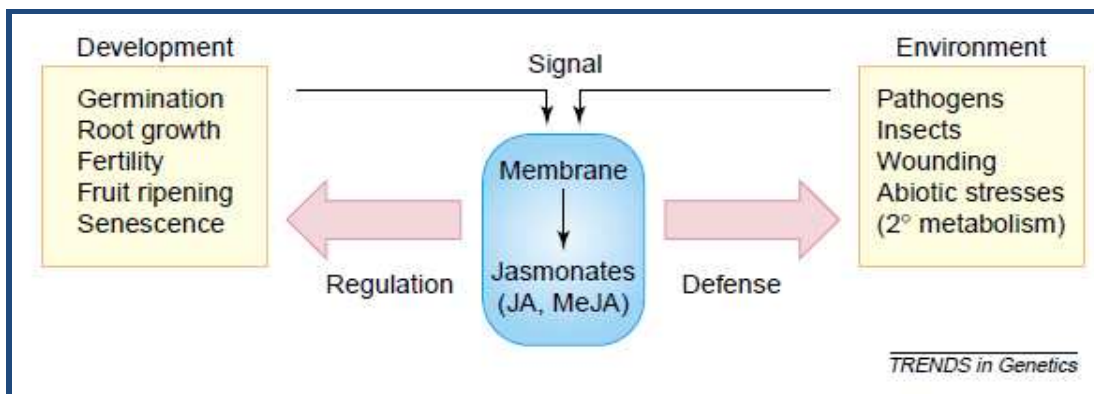 Development
Germination
Root growth
Fertility
Fruit ripening
Senescence
Signal
Membrane
Jasmonates
(JA, MeJA)
Regulation
Defense
Environment
Pathogens
Insects
Wounding
Abiotic stresses
(2° metabolism)
TRENDS in Genetics